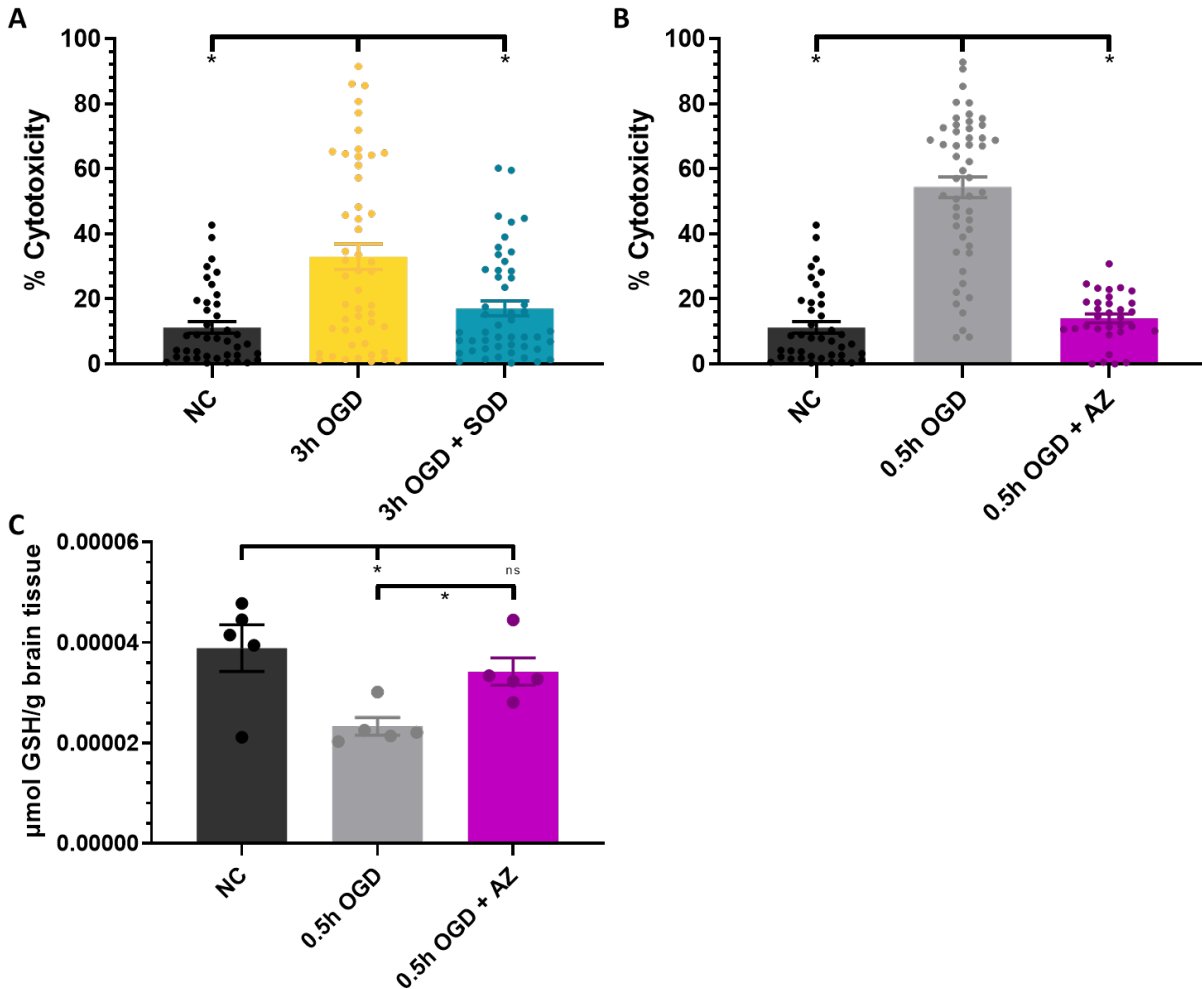 A
% Cytotoxicity
100
80
60
40
20
0
* *
NC
3h OGD
3h OGD + SOD
B
% Cytotoxicity
100
80
60
40
20
0
* *
NC
0.5h OGD
0.5h OGD + AZ
C
µmol GSH/g brain tissue
0.00006
0.00004
0.00002
0.00000
* ns
*
NC
0.5h OGD
0.5h OGD + AZ